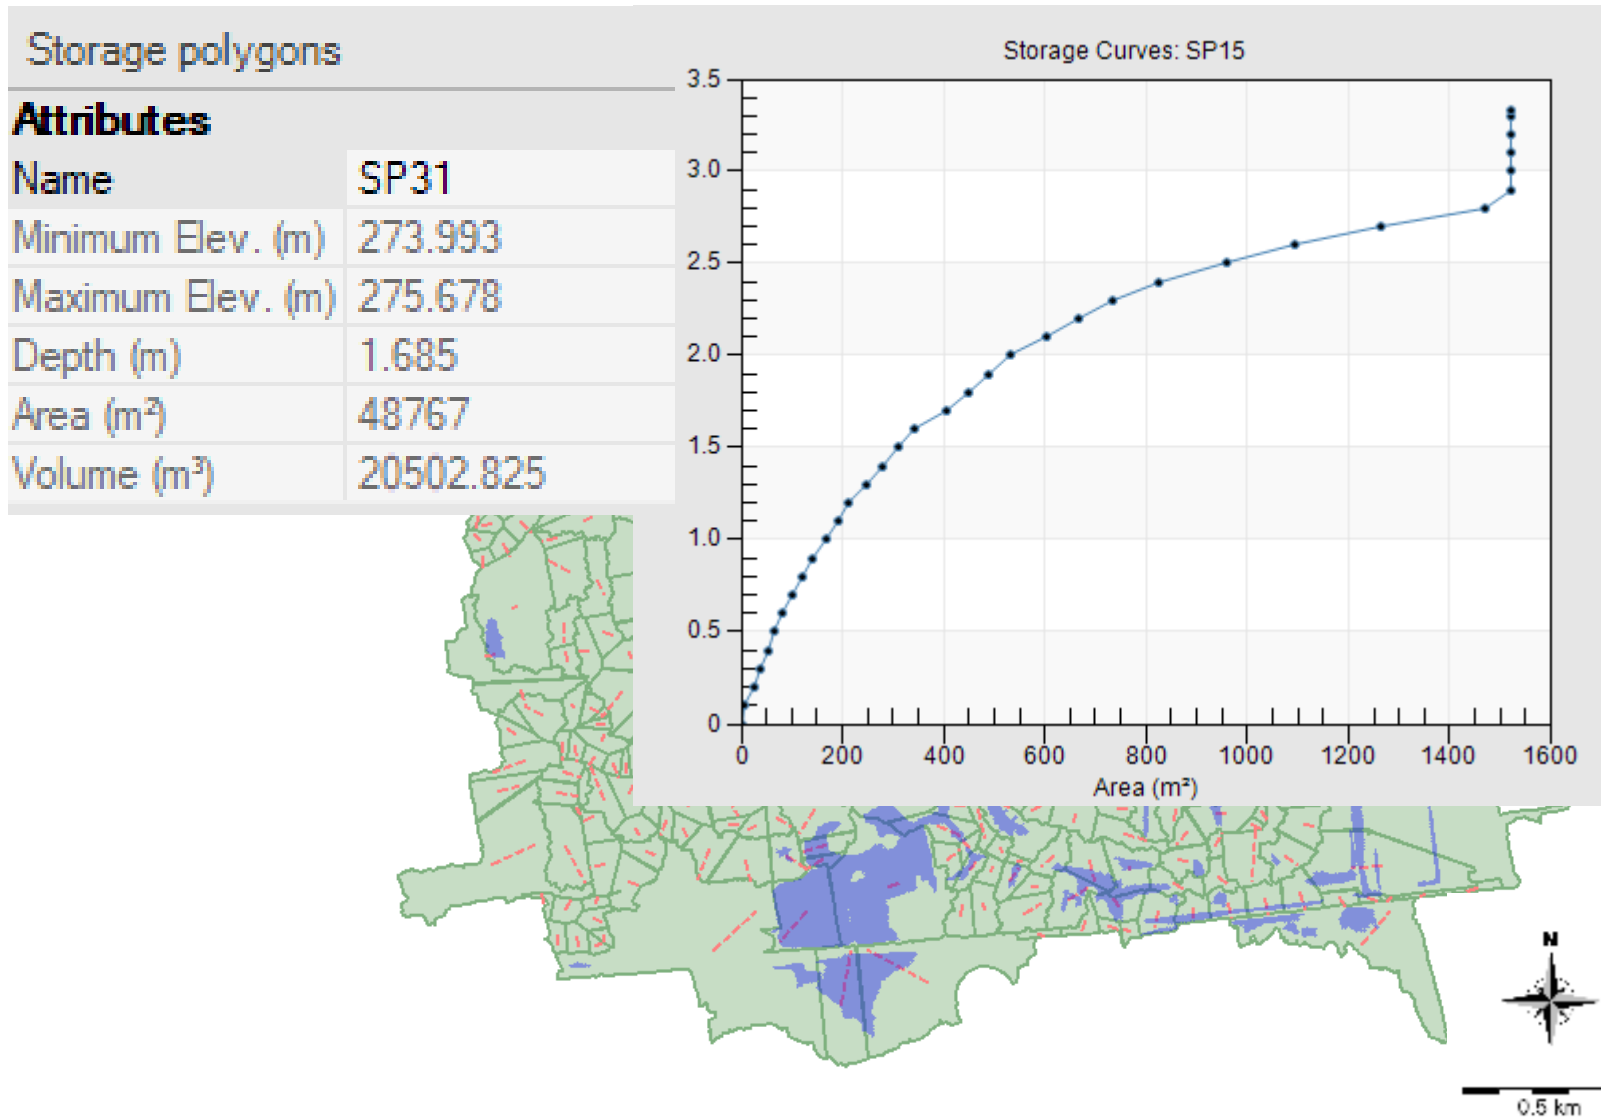 Storage polygons
Attributes
Name SP31
Minimum Elev. (m) 273.993
Maximum Elev. (m) 275.678
Depth (m) 1.685
Area (m²) 48767
Volume (m³) 20502.825
Storage Curves: SP15
3.5
3.0
2.5
2.0
1.5
1.0
0.5
0
0 200 400 600 800 1000 1200 1400 1600
Area (m²)
N
0.5 km